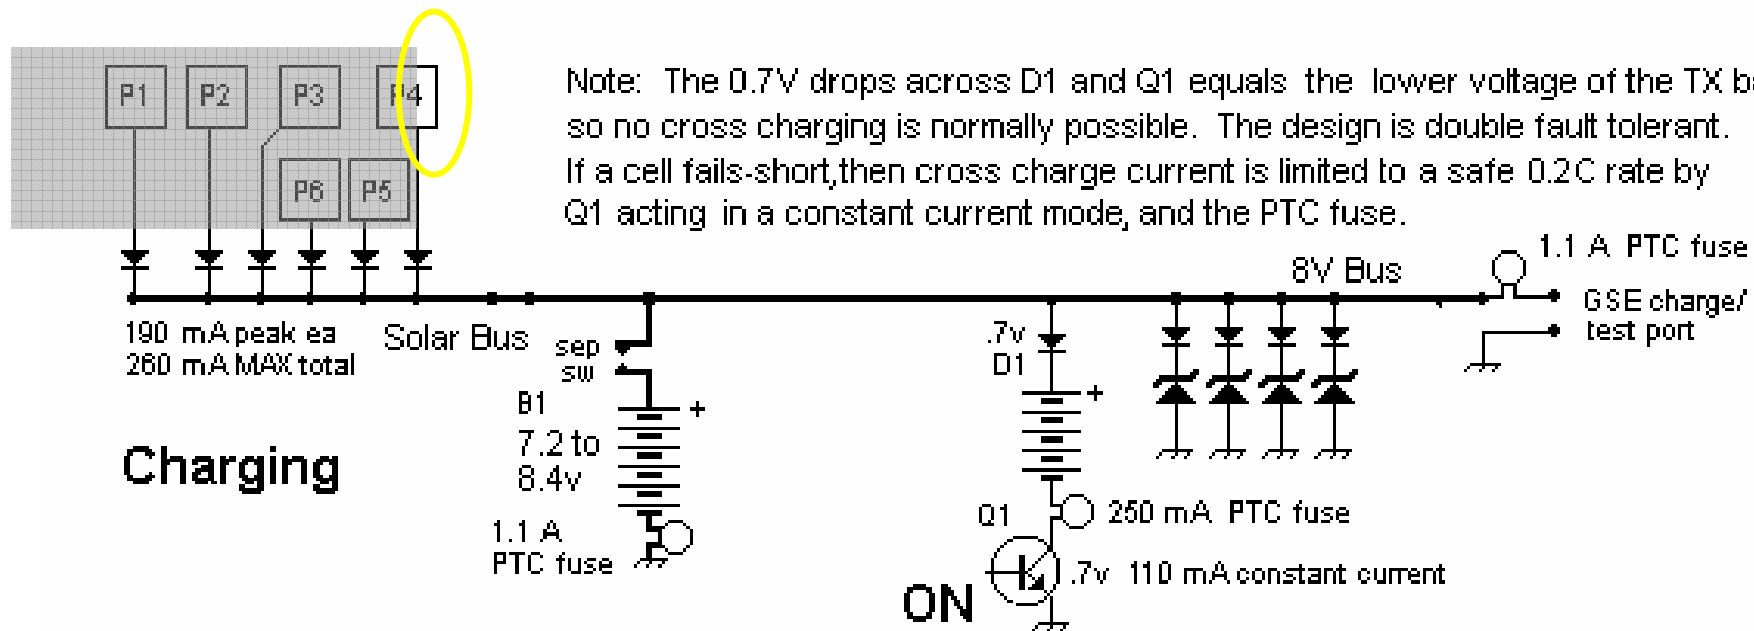 P1 P2 P3 P4
P6 P5
Note: The 0.7V drops across D1 and Q1 equals the lower voltage of the TX
so no cross charging is normally possible. The design is double fault tolerant.
If a cell fails-short,then cross charge current is limited to a safe 0.2C rate by
Q1 acting in a constant current mode, and the PTC fuse.
1.1 A PTC fuse
8V Bus
GSE charge/
test port
190 mA peak ea
260 mA MAX total
Solar Bus
sep
sw
.7v
D1
B1
+
7.2 to
8.4v
+
Charging
1.1 A
PTC fuse
Q1
250 mA PTC fuse
.7v 110 mA constant current
ON